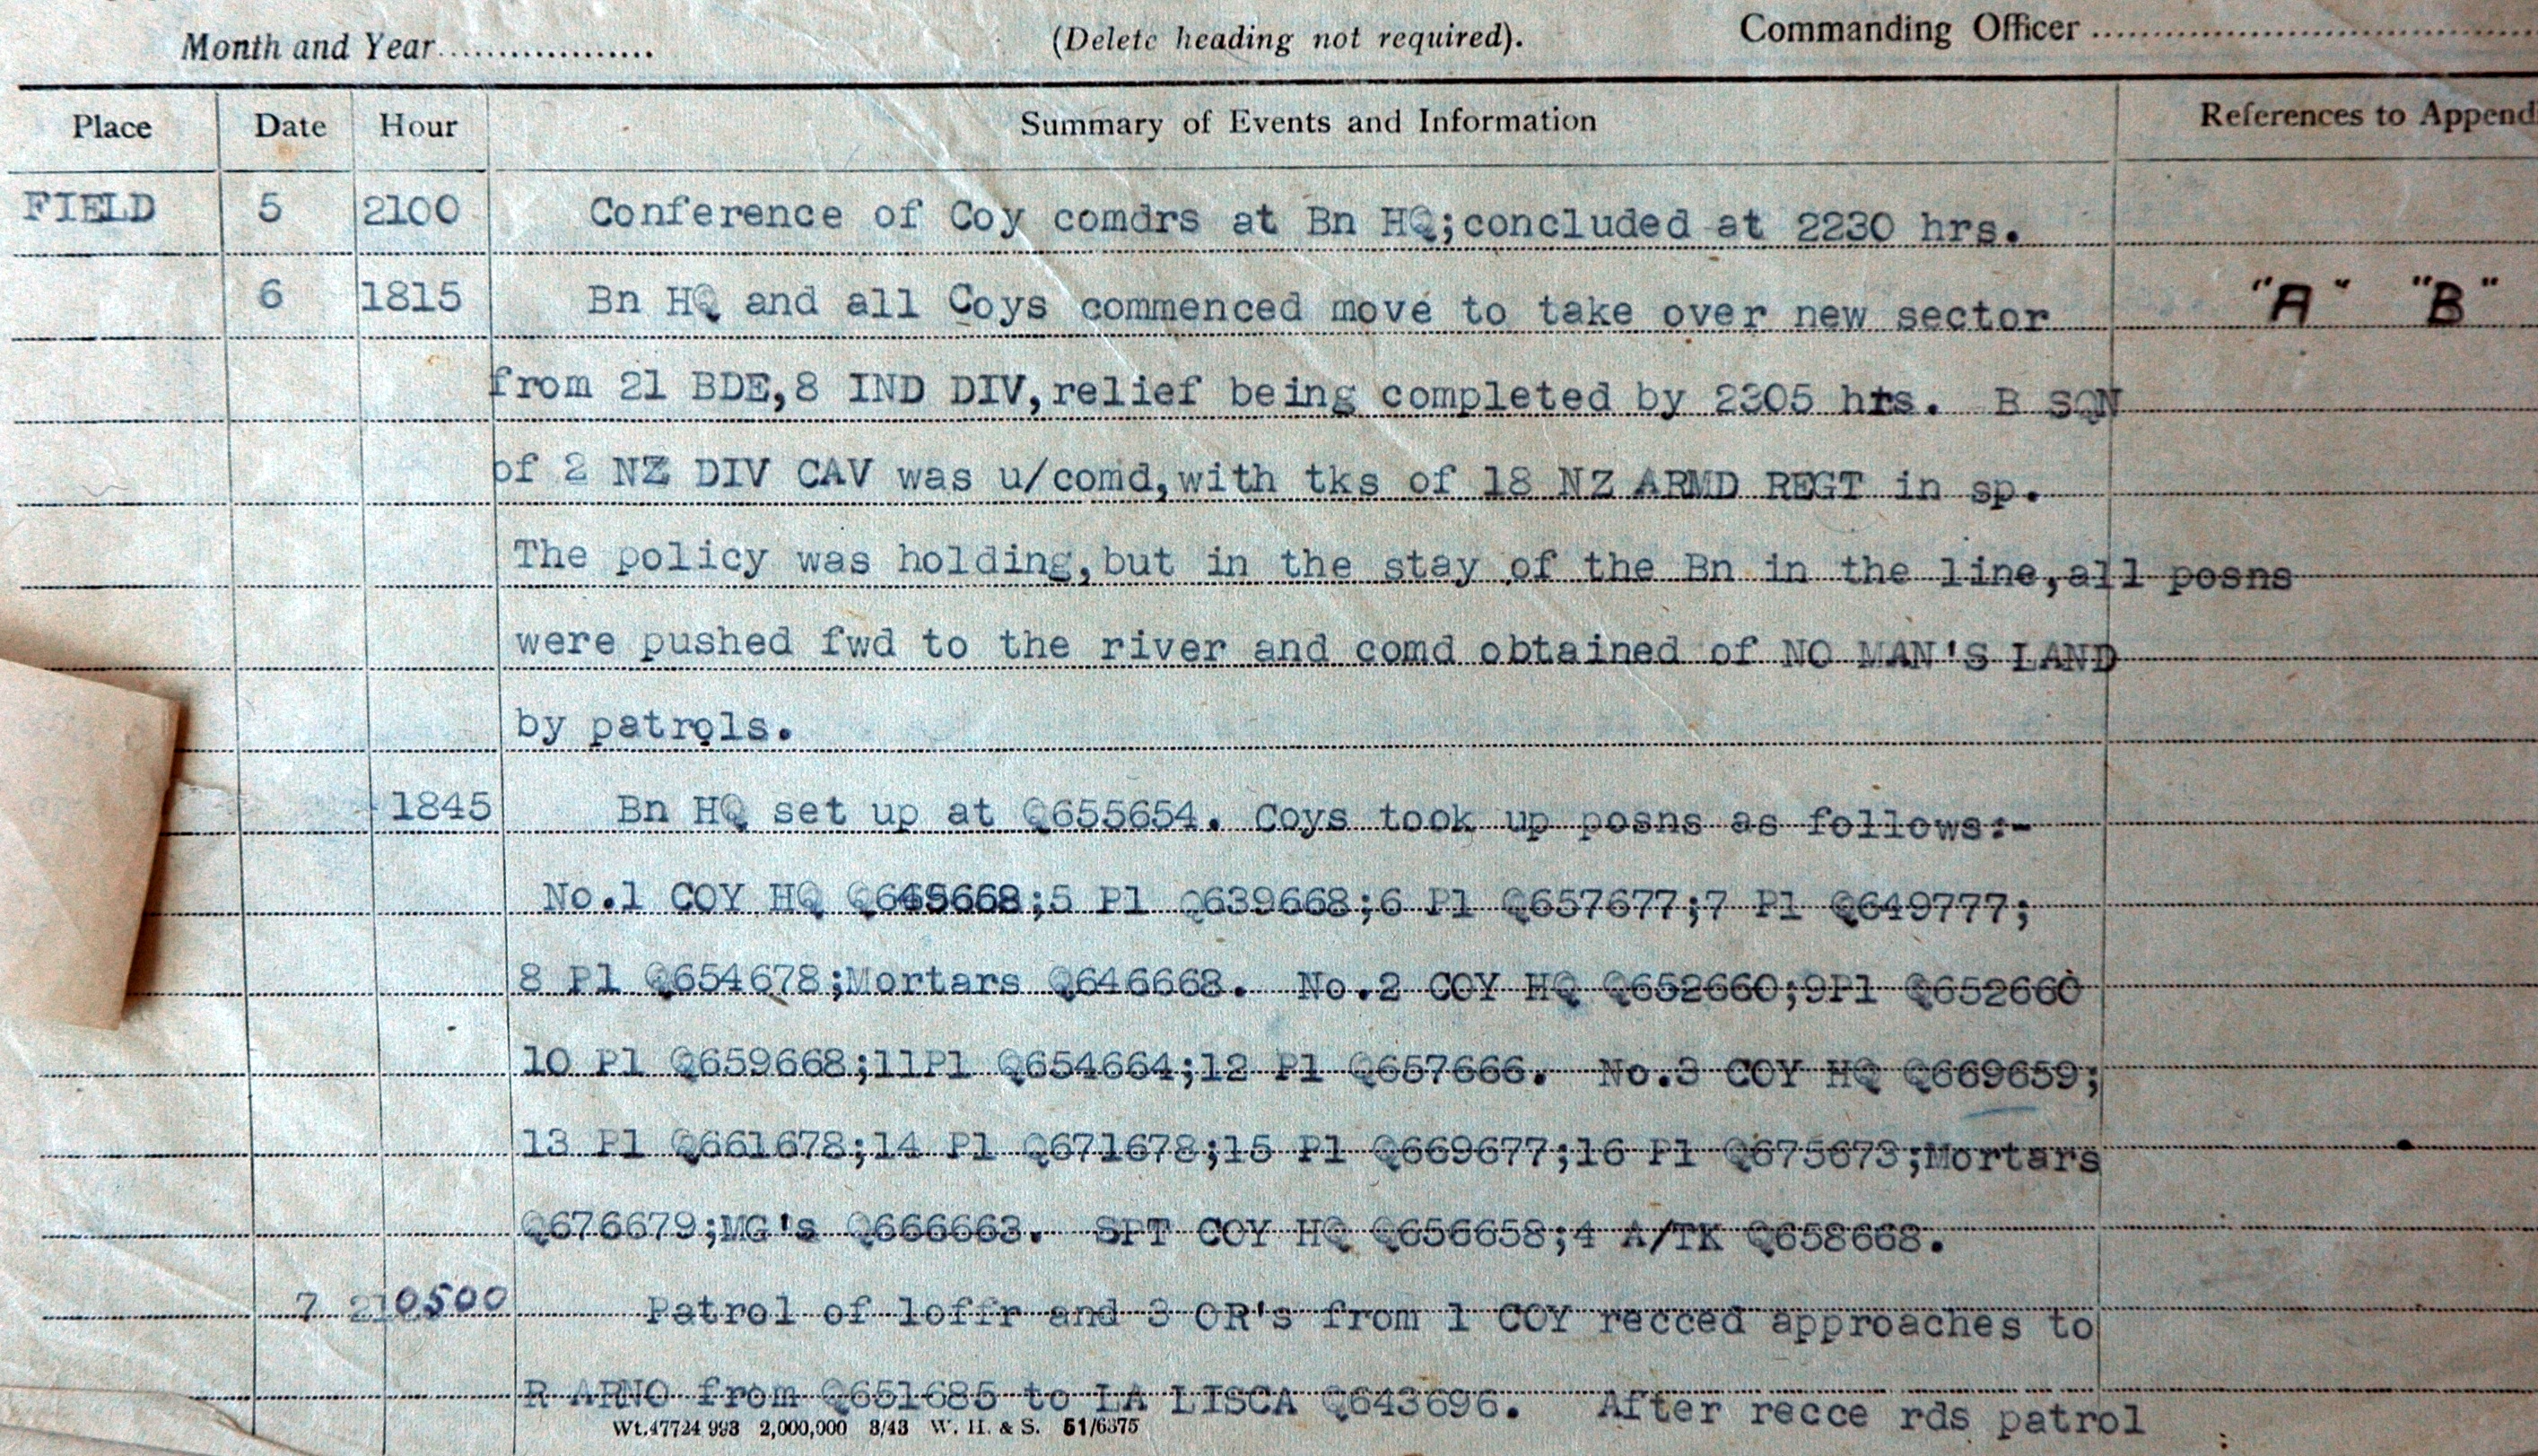 Month and Year................... (Delete heading not required). Commanding Officer ........................................
Place Date Hour Summary of Events and Information References to Append
FIELD 5 2100 Conference of Coy comdrs at Bn HQ;concluded at 2230 hrs.
6 1815 Bn HQ and all Coys commenced move to take over new sector "A" "B"
from 21 BDE,8 IND DIV,relief being completed by 2305 hrs. B SQN
of 2 NZ DIV CAV was u/comd,with tks of 18 NZ ARMD REGT in sp.
The policy was holding,but in the stay of the Bn in the line,all posns
were pushed fwd to the river and comd obtained of NO MAN'S LAND
by patrols.
1845 Bn HQ set up at Q655654. Coys took up posns as follows:-
No.1 COY HQ ;5 Pl Q639668;6 Pl Q657677;7 Pl Q649777;
8 Pl Q654678;Mortars Q646668. No.2 COY HQ Q652660;9Pl Q652660
10 Pl Q659668;11Pl Q654664;12 Pl Q657666. No.3 COY HQ Q669659;
13 Pl Q661678;14 Pl Q671678;15 Pl Q669677;16 Pl Q675673;Mortars
Q676679;MG's Q666663. SPT COY HQ Q656658;4 A/TK Q658668.
7 0500 Patrol of 1offr and 3 OR's from 1 COY recced approaches to
R ARNO from Q651685 to LA LISCA Q643696. After recce rds patrol
Wt.47724 993 2,000,000 3/43 W. H. & S. 51/6375